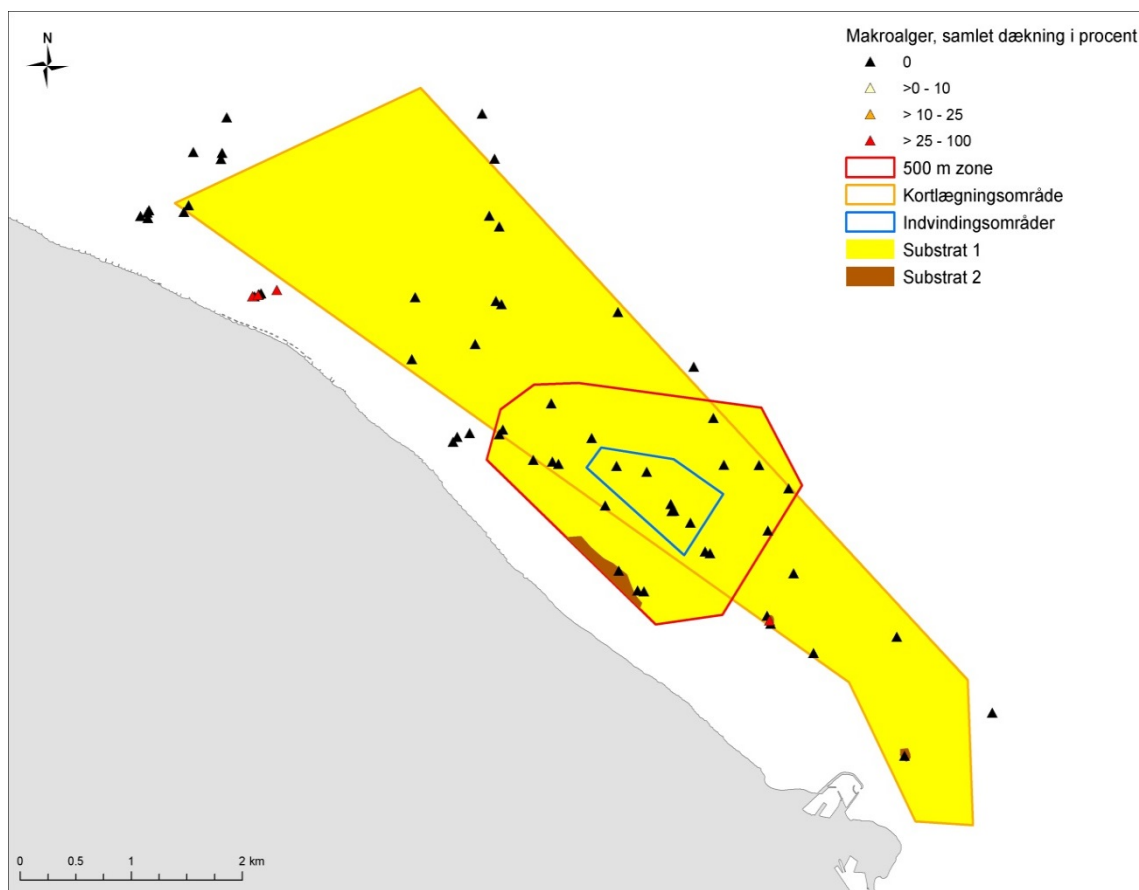 N
Makroalger, samlet dækning i procent
0
>0 - 10
> 10 - 25
> 25 - 100
500 m zone
Kortlægningsområde
Indvindingsområder
Substrat 1
Substrat 2
0 0.5 1 2 km